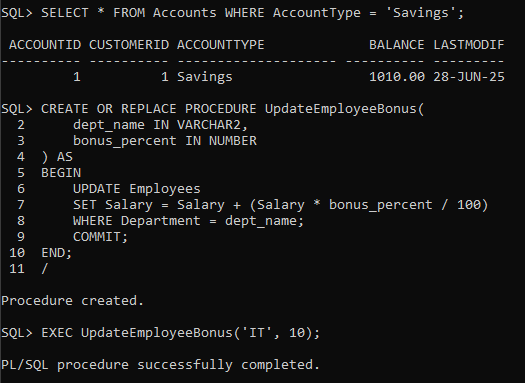 SQL> SELECT * FROM Accounts WHERE AccountType = 'Savings';
 ACCOUNTID CUSTOMERID ACCOUNTTYPE             BALANCE LASTMODIF
---------- ---------- -------------------- ---------- ---------
         1          1 Savings                 1010.00 28-JUN-25
SQL> CREATE OR REPLACE PROCEDURE UpdateEmployeeBonus(
  2      dept_name IN VARCHAR2,
  3      bonus_percent IN NUMBER
  4  ) AS
  5  BEGIN
  6      UPDATE Employees
  7      SET Salary = Salary + (Salary * bonus_percent / 100)
  8      WHERE Department = dept_name;
  9      COMMIT;
 10  END;
 11  /
Procedure created.
SQL> EXEC UpdateEmployeeBonus('IT', 10);
PL/SQL procedure successfully completed.